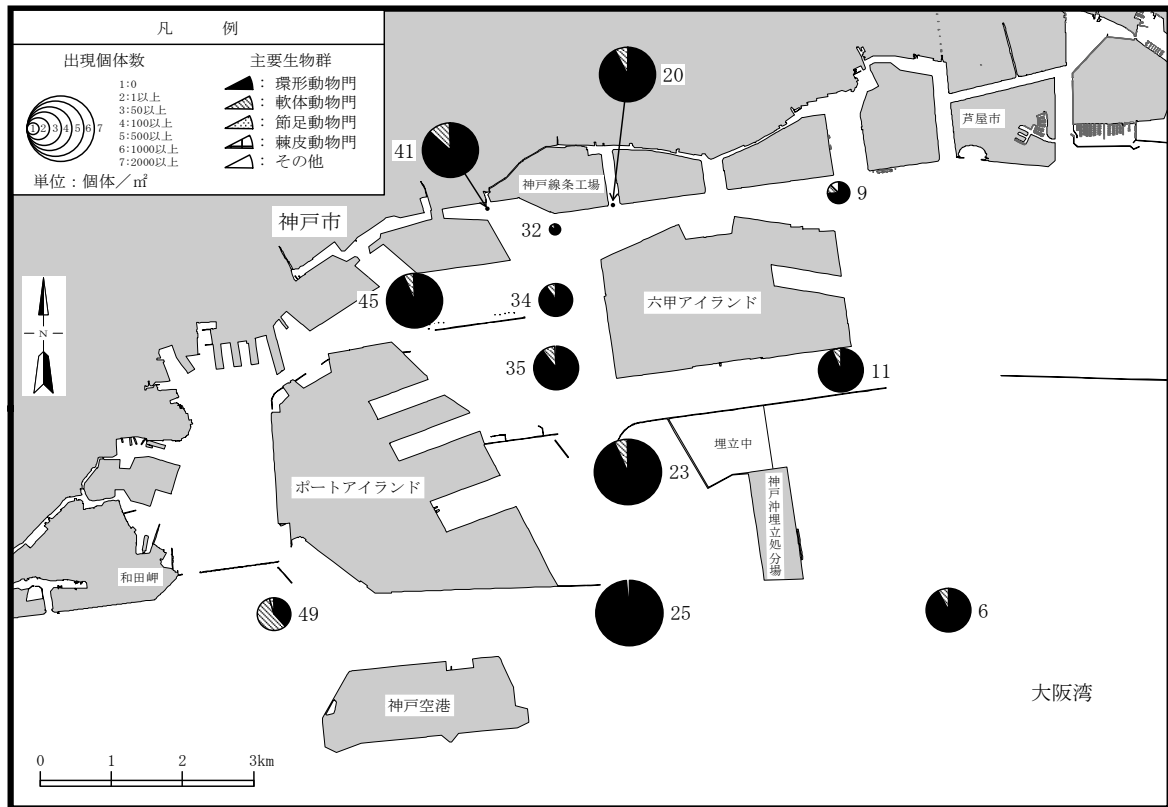 凡 例
出現個体数
1:0
2:1以上
3:50以上
4:100以上
5:500以上
6:1000以上
7:2000以上
1 2 3 4 5 6 7
単位：個体／㎡
主要生物群
： 環形動物門
： 軟体動物門
： 節足動物門
： 棘皮動物門
： その他
20
41
芦屋市
神戸線条工場
9
神戸市
32
45
34
六甲アイランド
N
35
11
埋立中
23
ポートアイランド
神戸沖埋立処分場
和田岬
49
25
6
大阪湾
神戸空港
0 1 2 3km